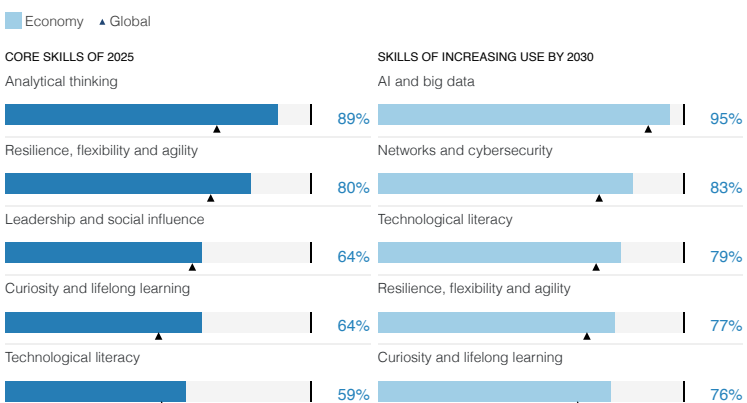 Economy Global
CORE SKILLS OF 2025
Analytical thinking
89%
Resilience, flexibility and agility
80%
Leadership and social influence
64%
Curiosity and lifelong learning
64%
Technological literacy
59%
SKILLS OF INCREASING USE BY 2030
AI and big data
95%
Networks and cybersecurity
83%
Technological literacy
79%
Resilience, flexibility and agility
77%
Curiosity and lifelong learning
76%